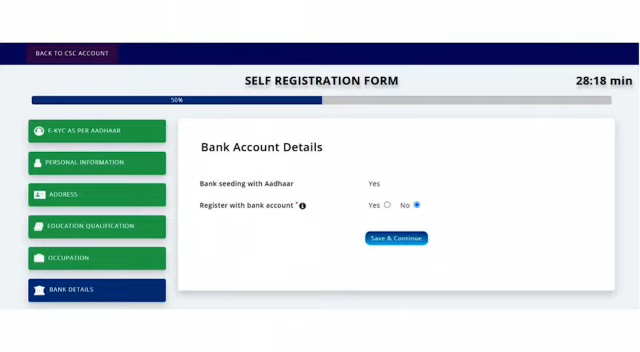 BACK TO CSC ACCOUNT
SELF REGISTRATION FORM
28:18 min
50%
E-KYC AS PER AADHAAR
PERSONAL INFORMATION
ADDRESS
EDUCATION QUALIFICATION
OCCUPATION
BANK DETAILS
Bank Account Details
Bank seeding with Aadhaar Yes
Register with bank account * Yes No
Save & Continue